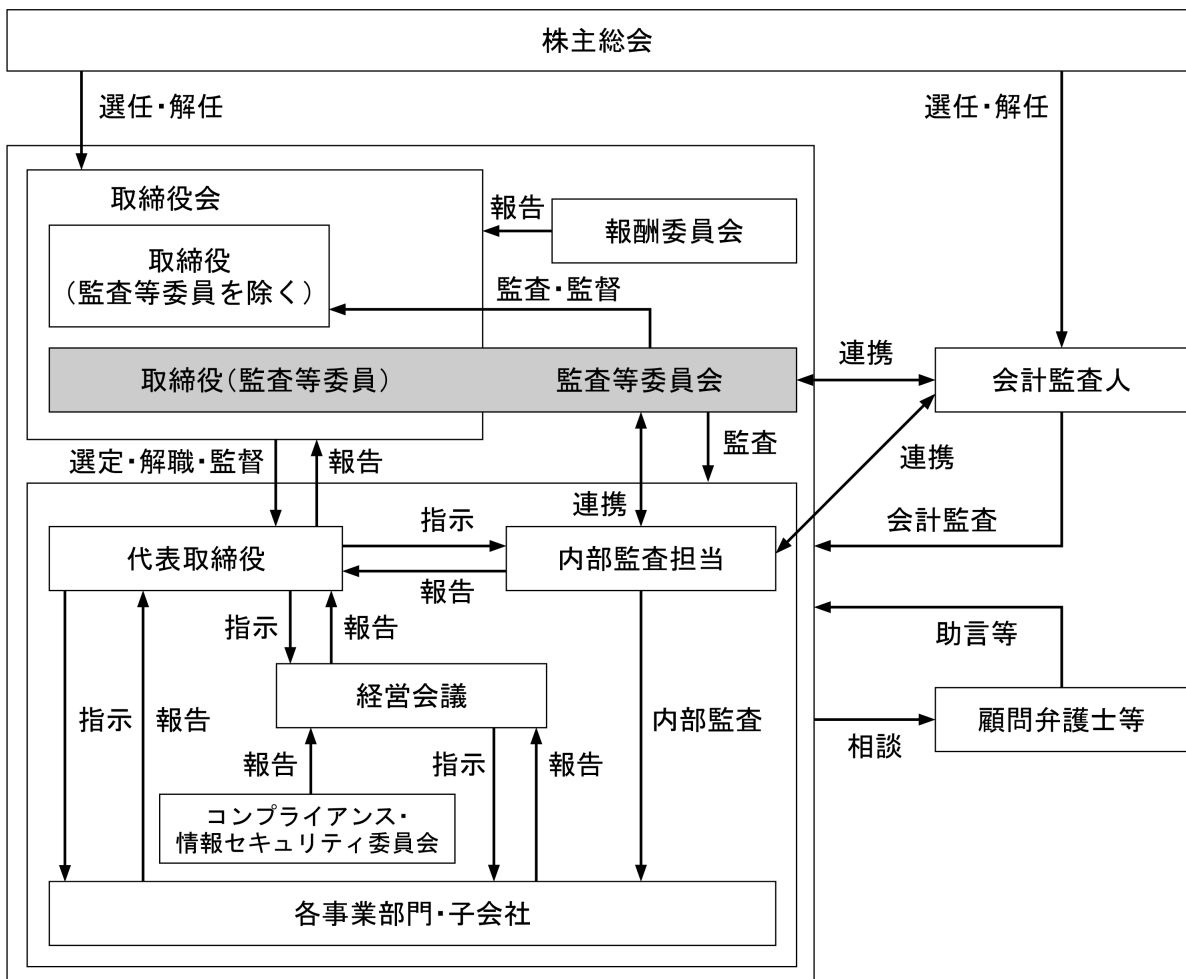 株主総会
選任・解任
選任・解任
取締役会
報告
報酬委員会
取締役
(監査等委員を除く)
監査・監督
取締役(監査等委員)
監査等委員会
連携
会計監査人
選定・解職・監督
報告
連携
監査
連携
会計監査
代表取締役
指示
報告
内部監査担当
指示
報告
助言等
経営会議
指示
報告
内部監査
顧問弁護士等
相談
報告
指示
報告
コンプライアンス・
情報セキュリティ委員会
各事業部門・子会社